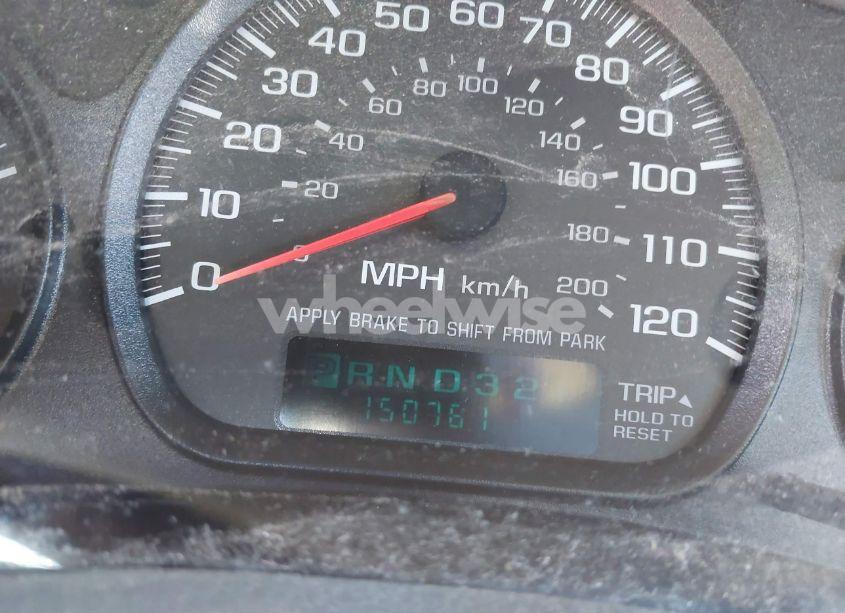 60
50
70
40
80
30
90
20
100
10
110
0
120
80 100 120
60 140
40 160
20 180
0 200
MPH km/h
wheelwise
APPLY BRAKE TO SHIFT FROM PARK
P R N D 3 2
150761
TRIP▲
HOLD TO
RESET